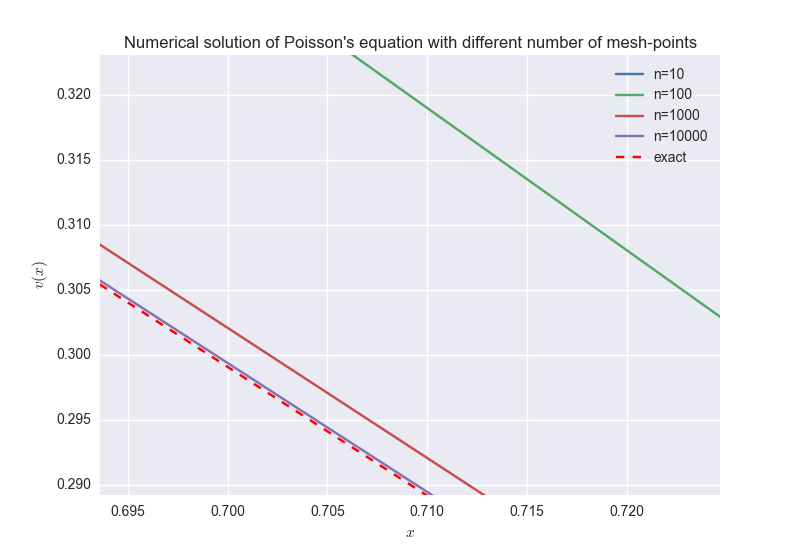 Numerical solution of Poisson's equation with different number of mesh-points
n=10
n=100
n=1000
n=10000
exact
0.320
0.315
0.310
0.305
0.300
0.295
0.290
v(x)
0.695
0.700
0.705
0.710
0.715
0.720
x